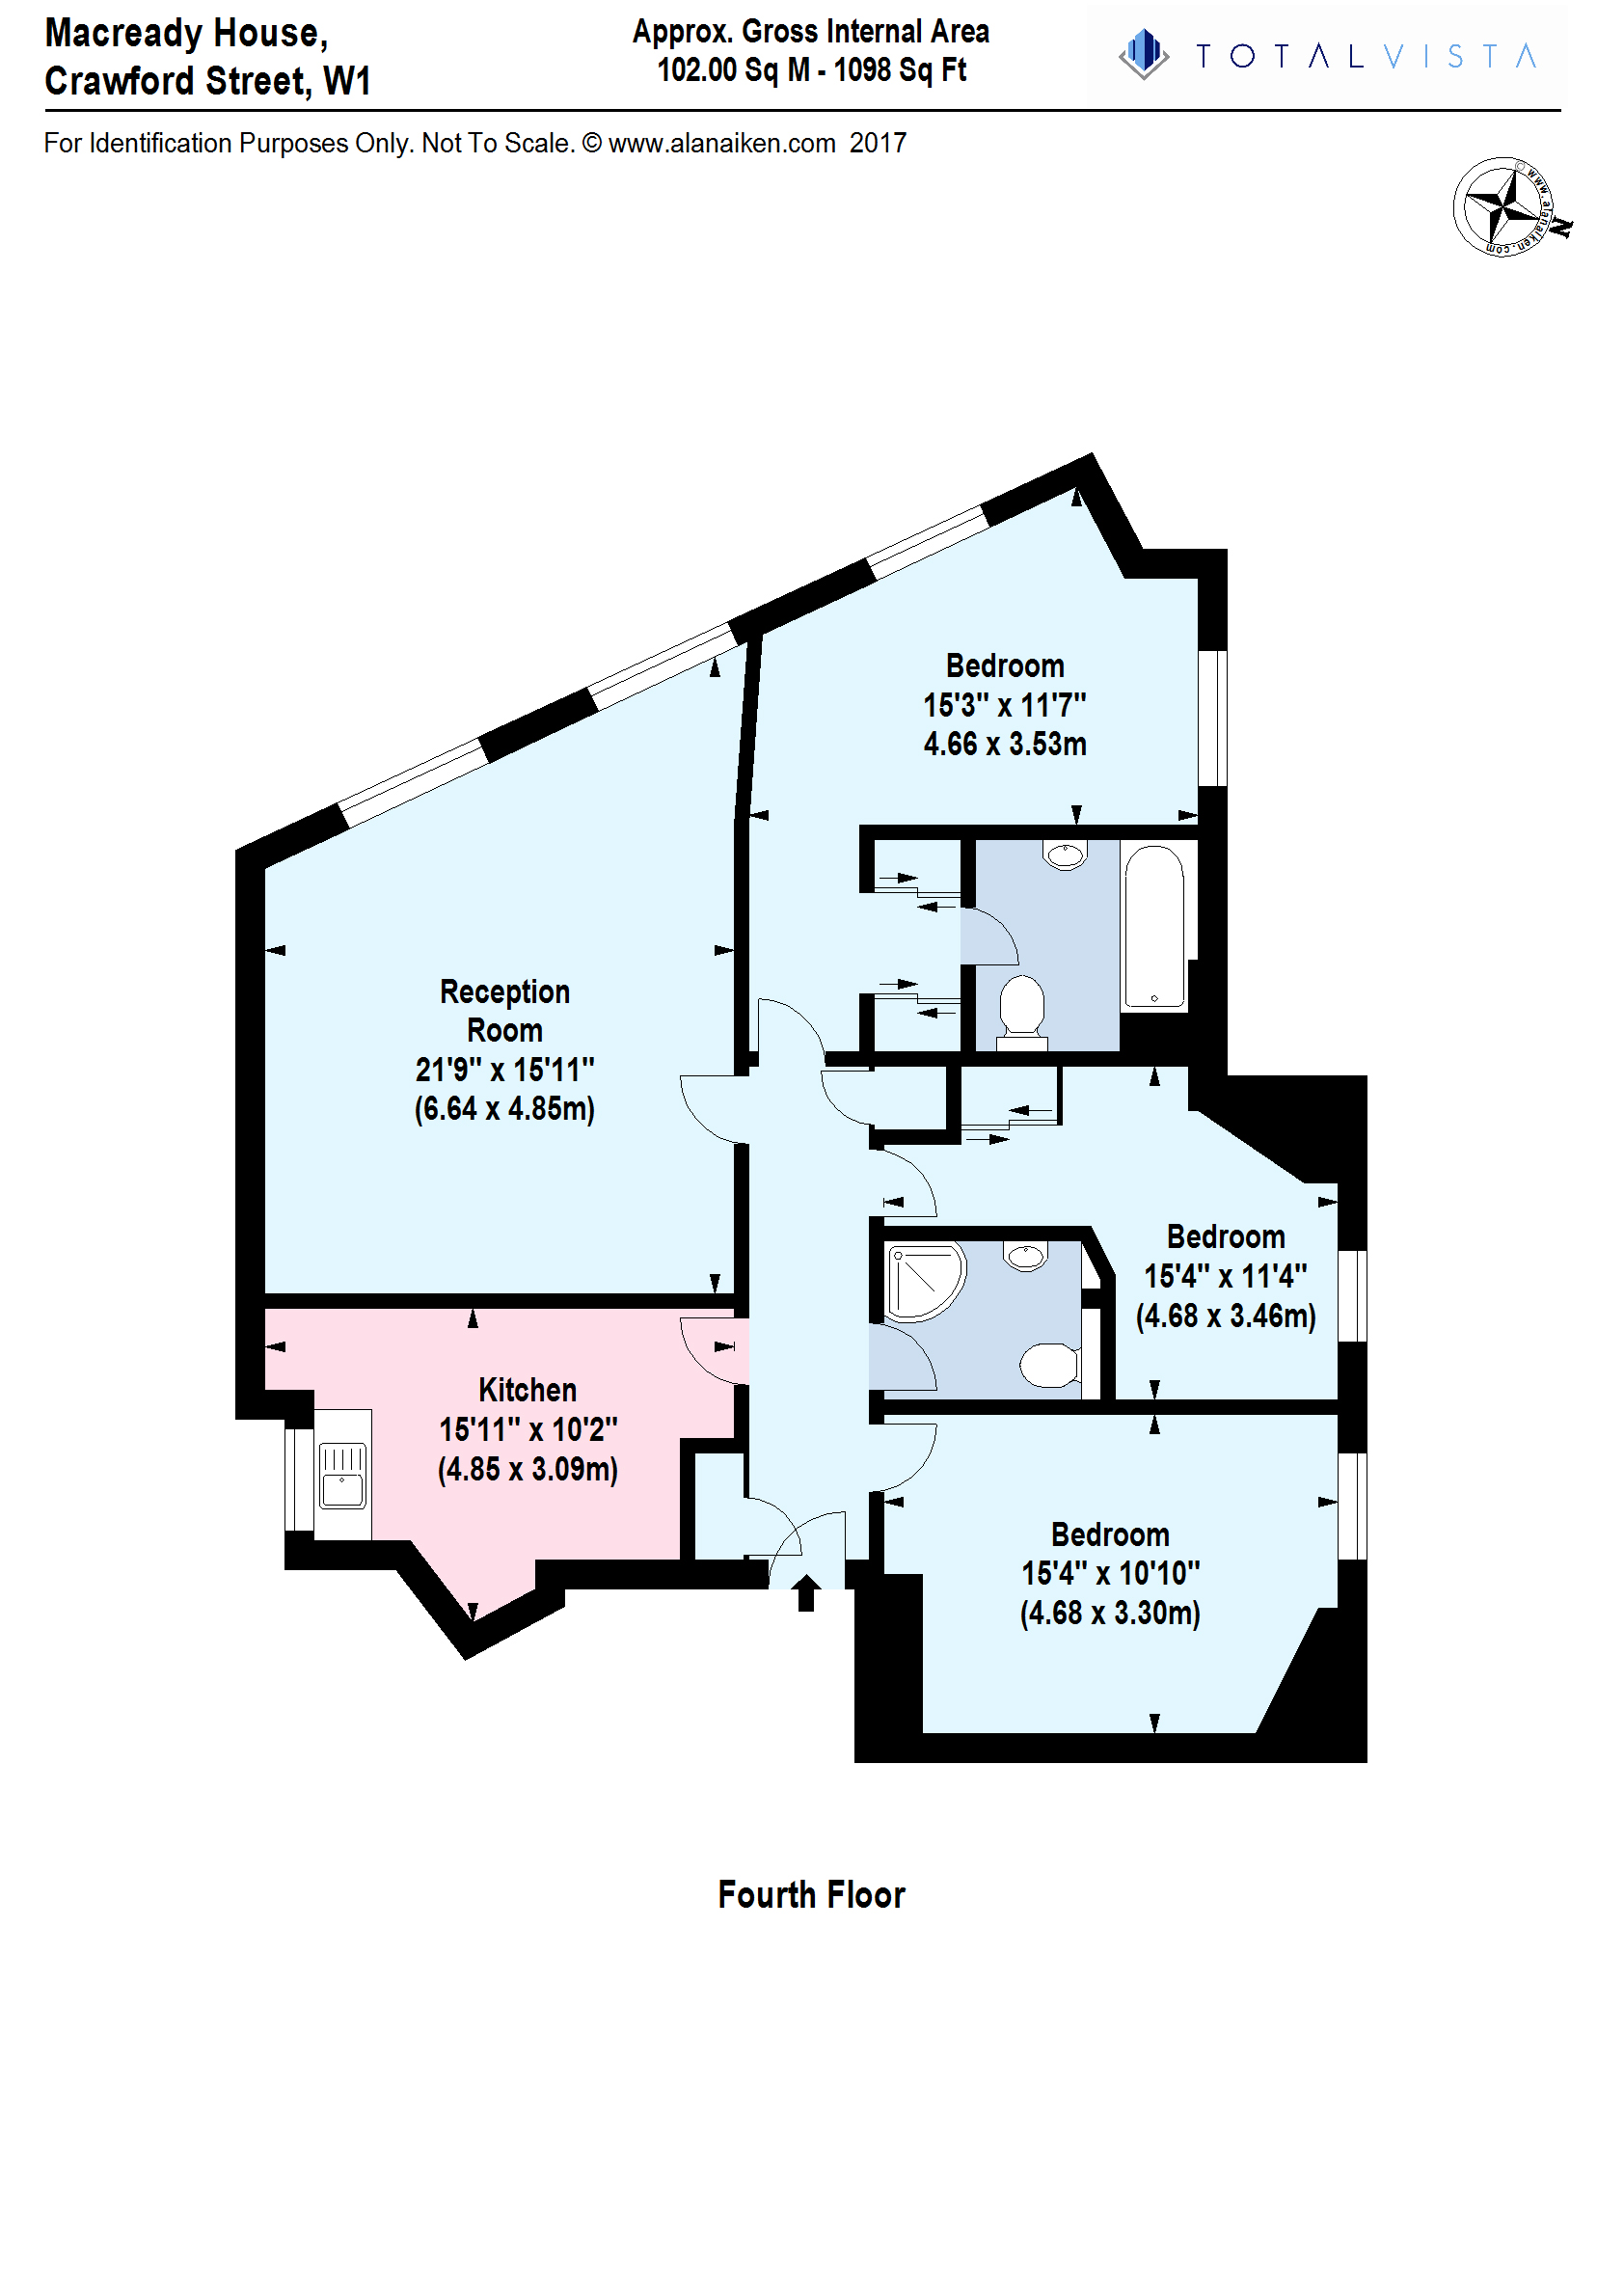 Macready House,
Crawford Street, W1
Approx. Gross Internal Area
102.00 Sq M - 1098 Sq Ft
TOTALVISTA
For Identification Purposes Only. Not To Scale. © www.alanaiken.com 2017
© www.alanaiken.com
N
Bedroom
15'3" x 11'7"
4.66 x 3.53m
Reception
Room
21'9" x 15'11"
(6.64 x 4.85m)
Bedroom
15'4" x 11'4"
(4.68 x 3.46m)
Kitchen
15'11" x 10'2"
(4.85 x 3.09m)
Bedroom
15'4" x 10'10"
(4.68 x 3.30m)
Fourth Floor